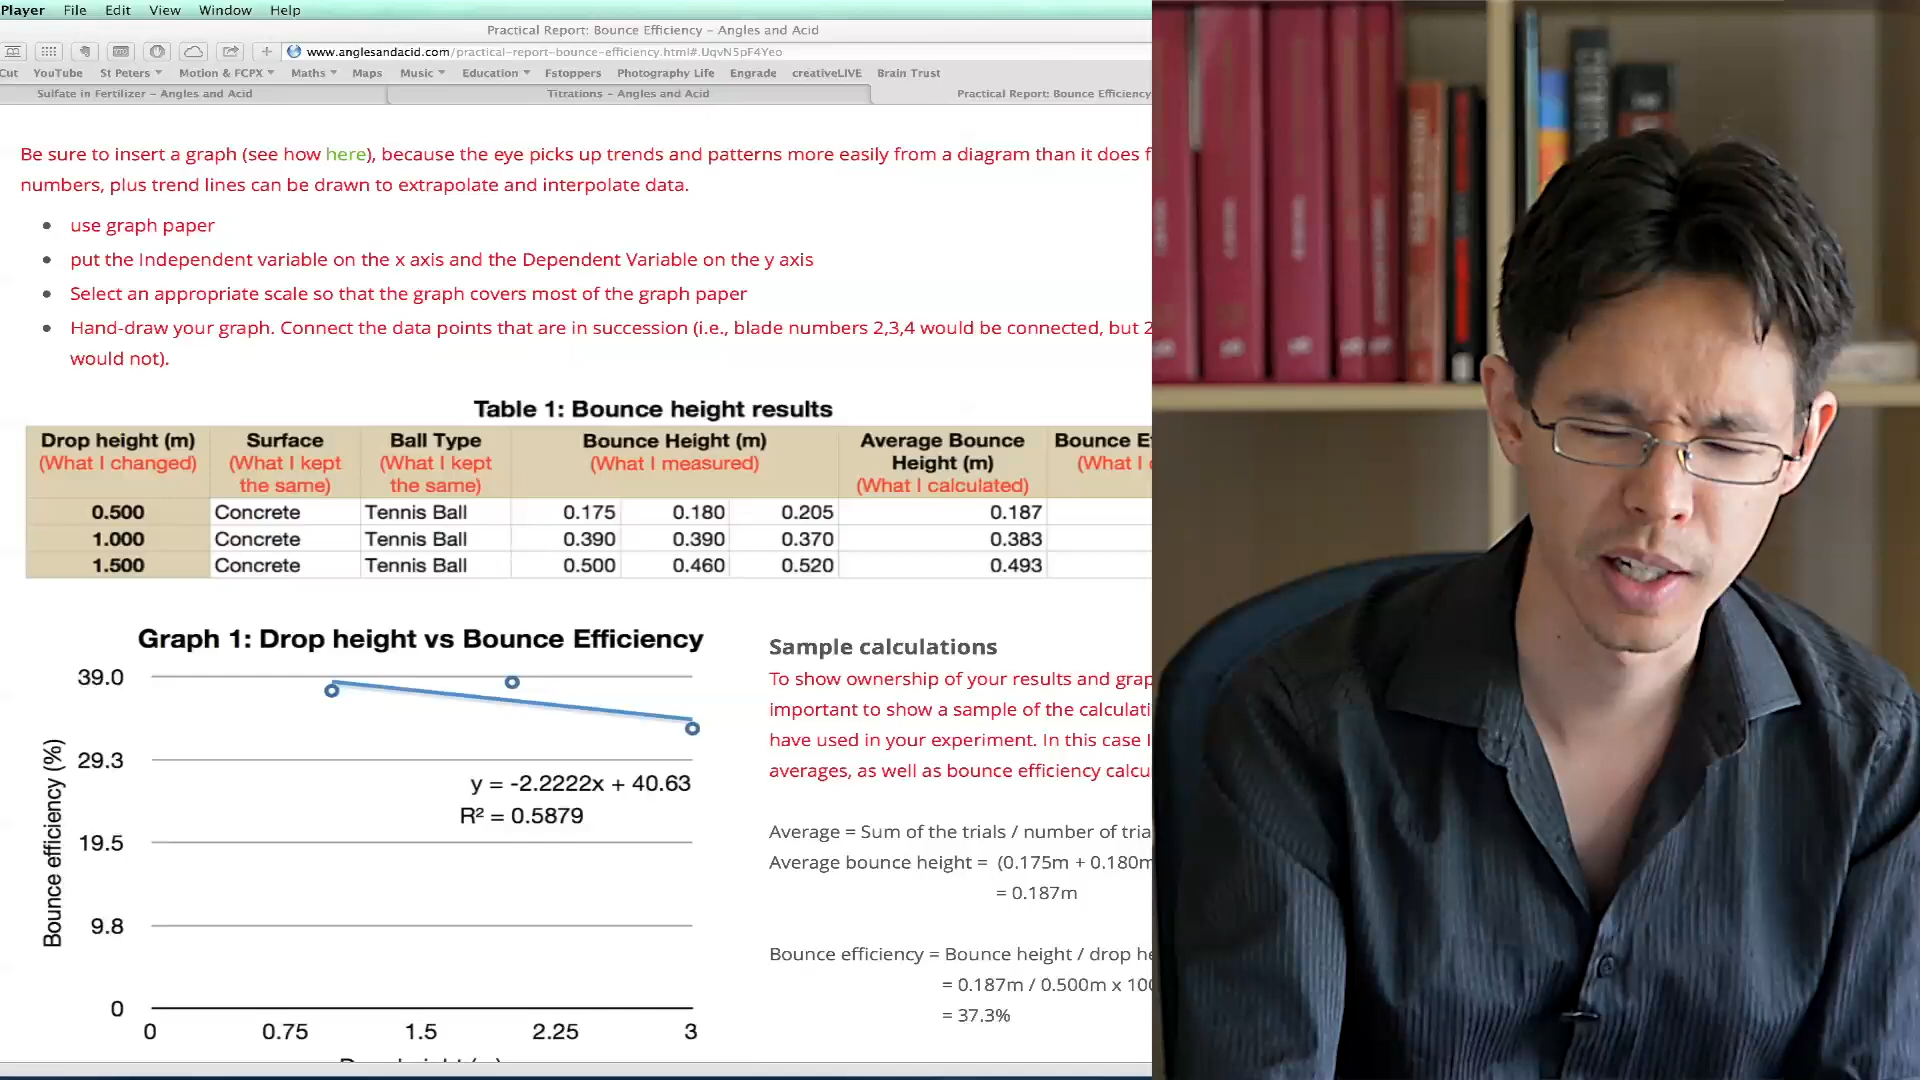 Player File Edit View Window Help
Practical Report: Bounce Efficiency – Angles and Acid
www.anglesandacid.com/practical-report-bounce-efficiency.html#.UqvN5pF4Yeo
Cut YouTube St Peters Motion & FCPX Maths Maps Music Education Fstoppers Photography Life Engrade creativeLIVE Brain Trust
Sulfate in Fertilizer – Angles and Acid Titrations – Angles and Acid Practical Report: Bounce Efficiency
Be sure to insert a graph (see how here), because the eye picks up trends and patterns more easily from a diagram than it does f
numbers, plus trend lines can be drawn to extrapolate and interpolate data.
use graph paper
put the Independent variable on the x axis and the Dependent Variable on the y axis
Select an appropriate scale so that the graph covers most of the graph paper
Hand-draw your graph. Connect the data points that are in succession (i.e., blade numbers 2,3,4 would be connected, but 2
would not).
Table 1: Bounce height results
Drop height (m) Surface Ball Type Bounce Height (m) Average Bounce Bounce E
(What I changed) (What I kept (What I kept (What I measured) Height (m) (What I c
the same) the same) (What I calculated)
0.500 Concrete Tennis Ball 0.175 0.180 0.205 0.187
1.000 Concrete Tennis Ball 0.390 0.390 0.370 0.383
1.500 Concrete Tennis Ball 0.500 0.460 0.520 0.493
Graph 1: Drop height vs Bounce Efficiency
39.0
29.3
19.5
9.8
0
Bounce efficiency (%)
y = -2.2222x + 40.63
R² = 0.5879
0 0.75 1.5 2.25 3
Sample calculations
To show ownership of your results and grap
important to show a sample of the calculati
have used in your experiment. In this case I
averages, as well as bounce efficiency calcu
Average = Sum of the trials / number of tria
Average bounce height = (0.175m + 0.180m
= 0.187m
Bounce efficiency = Bounce height / drop he
= 0.187m / 0.500m x 100
= 37.3%